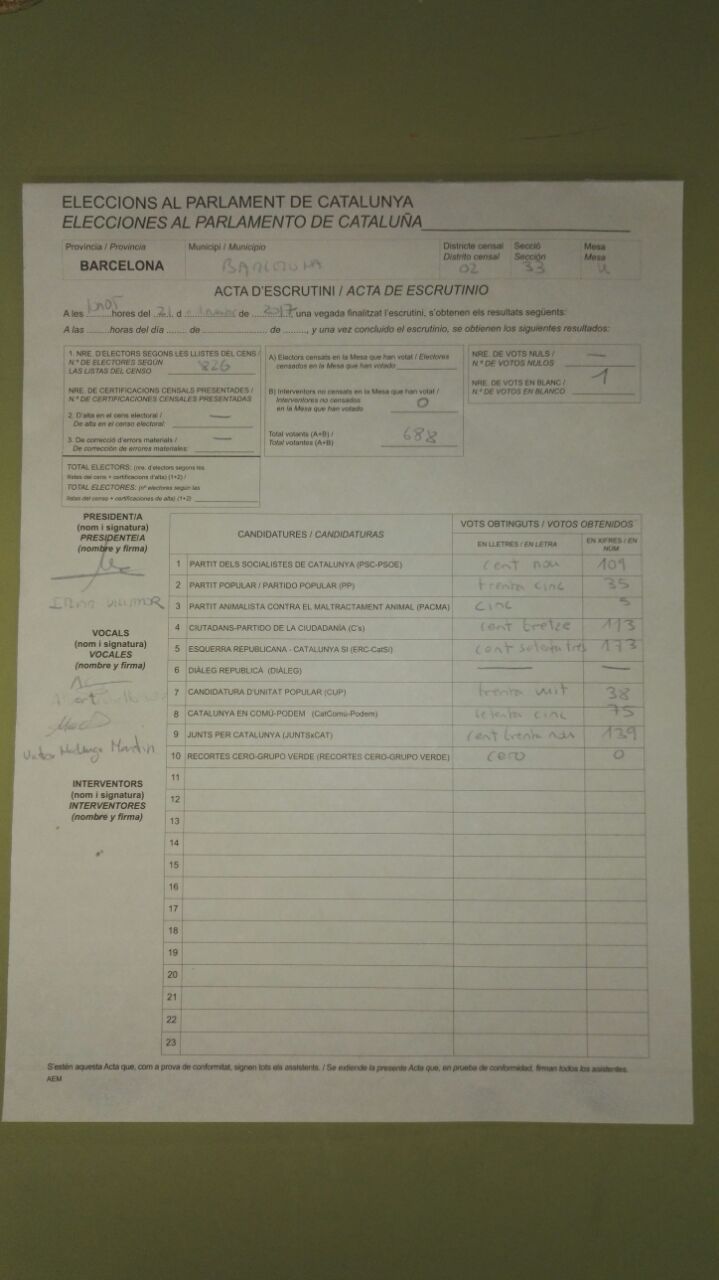 ELECCIONS AL PARLAMENT DE CATALUNYA
ELECCIONES AL PARLAMENTO DE CATALUÑA
Província / Provincia Municipi / Municipio Districte censal Secció Mesa
Distrito censal Sección Mesa
BARCELONA BARCELONA 02 33 U
ACTA D'ESCRUTINI / ACTA DE ESCRUTINIO
A les hores del 21 d de 2017 una vegada finalitzat l'escrutini, s'obtenen els resultats següents:
A las horas del día de de , y una vez concluido el escrutinio, se obtienen los siguientes resultados:
1. NRE. D'ELECTORS SEGONS LES LLISTES DEL CENS /
N.º DE ELECTORES SEGÚN
LAS LISTAS DEL CENSO 826
NRE. DE CERTIFICACIONS CENSALS PRESENTADES /
N.º DE CERTIFICACIONES CENSALES PRESENTADAS
2. D'alta en el cens electoral / —
De alta en el censo electoral:
3. De correcció d'errors materials / —
De corrección de errores materiales:
TOTAL ELECTORS: (nre. d'electors segons les
llistes del cens + certificacions d'alta) (1+2) /
TOTAL ELECTORES: (nº electores según las
listas del censo + certificaciones de alta) (1+2)
A) Electors censats en la Mesa que han votat / Electores
censados en la Mesa que han votado
B) Interventors no censats en la Mesa que han votat /
Interventores no censados
en la Mesa que han votado 0
Total votants (A+B) /
Total votantes (A+B) 688
NRE. DE VOTS NULS / —
N.º DE VOTOS NULOS
NRE. DE VOTS EN BLANC / 1
N.º DE VOTOS EN BLANCO
PRESIDENT/A
(nom i signatura)
PRESIDENTE/A
(nombre y firma)
VOCALS
(nom i signatura)
VOCALES
(nombre y firma)
INTERVENTORS
(nom i signatura)
INTERVENTORES
(nombre y firma)
CANDIDATURES / CANDIDATURAS VOTS OBTINGUTS / VOTOS OBTENIDOS
EN LLETRES / EN LETRA EN XIFRES / EN NÚM
1 PARTIT DELS SOCIALISTES DE CATALUNYA (PSC-PSOE) cent nou 109
2 PARTIT POPULAR / PARTIDO POPULAR (PP) trenta cinc 35
3 PARTIT ANIMALISTA CONTRA EL MALTRACTAMENT ANIMAL (PACMA) cinc 5
4 CIUTADANS-PARTIDO DE LA CIUDADANÍA (C's) cent tretze 113
5 ESQUERRA REPUBLICANA - CATALUNYA SÍ (ERC-CatSí) cent setanta tres 173
6 DIÀLEG REPUBLICÀ (DIÀLEG) — —
7 CANDIDATURA D'UNITAT POPULAR (CUP) trenta vuit 38
8 CATALUNYA EN COMÚ-PODEM (CatComú-Podem) setenta cinc 75
9 JUNTS PER CATALUNYA (JUNTSxCAT) cent trenta nou 139
10 RECORTES CERO-GRUPO VERDE (RECORTES CERO-GRUPO VERDE) cero 0
11
12
13
14
15
16
17
18
19
20
21
22
23
S'estén aquesta Acta que, com a prova de conformitat, signen tots els assistents. / Se extiende la presente Acta que, en prueba de conformidad, firman todos los asistentes.
AEM